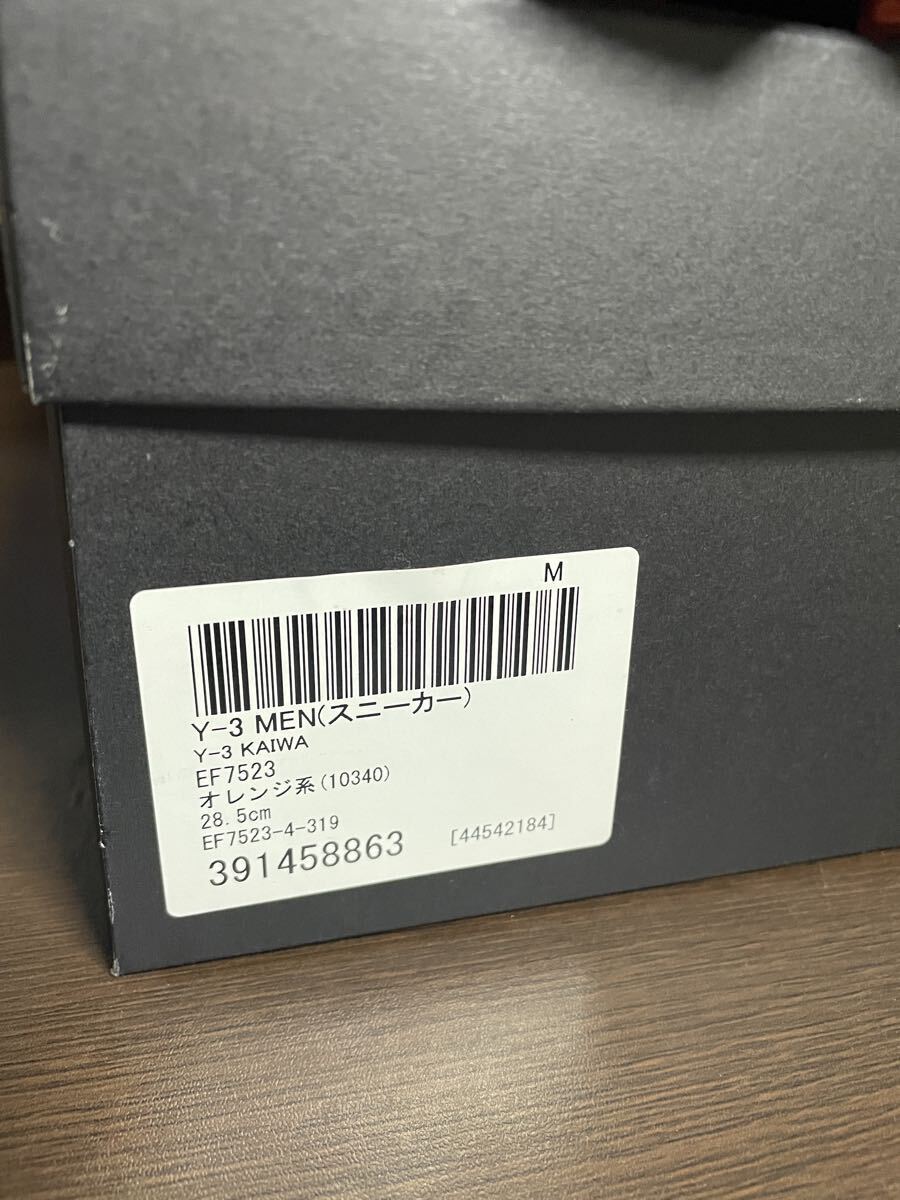 M
Y-3 MEN(スニーカー)
Y-3 KAIWA
EF7523
オレンジ系(10340)
28.5cm
EF7523-4-319
391458863 [44542184]